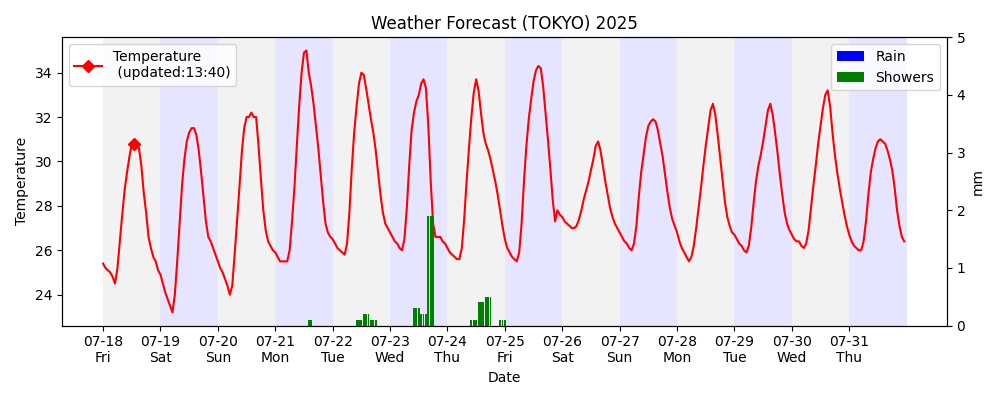 Weather Forecast (TOKYO) 2025
Temperature
(updated:13:40)
Rain
Showers
Temperature
34
32
30
28
26
24
5
4
3
2
1
0
mm
07-18 07-19 07-20 07-21 07-22 07-23 07-24 07-25 07-26 07-27 07-28 07-29 07-30 07-31
Fri Sat Sun Mon Tue Wed Thu Fri Sat Sun Mon Tue Wed Thu
Date